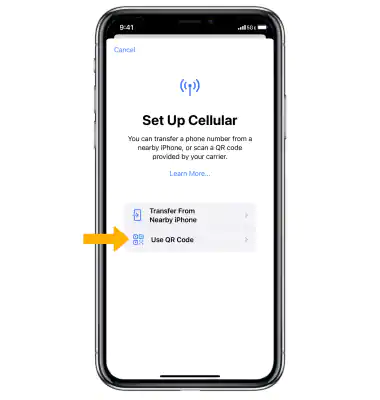 9:41
5G
Cancel
Set Up Cellular
You can transfer a phone number from a
nearby iPhone, or scan a QR code
provided by your carrier.
Learn More...
Transfer From
Nearby iPhone
Use QR Code